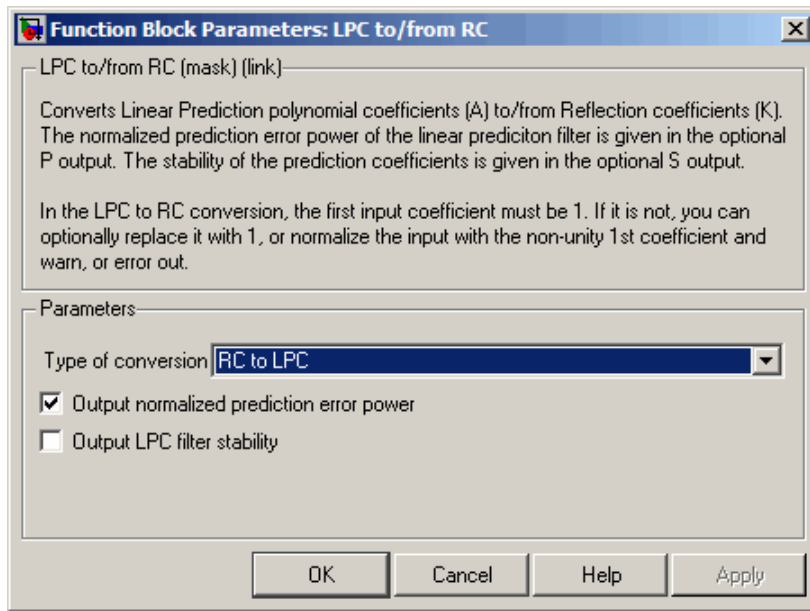 Function Block Parameters: LPC to/from RC
LPC to/from RC (mask) (link)
Converts Linear Prediction polynomial coefficients (A) to/from Reflection coefficients (K).
The normalized prediction error power of the linear prediciton filter is given in the optional
P output. The stability of the prediction coefficients is given in the optional S output.
In the LPC to RC conversion, the first input coefficient must be 1. If it is not, you can
optionally replace it with 1, or normalize the input with the non-unity 1st coefficient and
warn, or error out.
Parameters
Type of conversion RC to LPC
Output normalized prediction error power
Output LPC filter stability
OK Cancel Help Apply